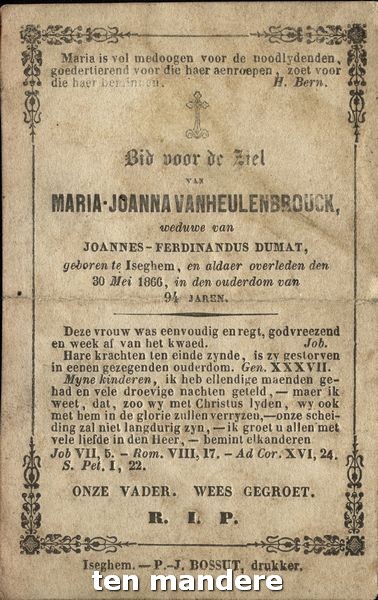 Maria is vol medoogen voor de noodlydenden,
goedertierend voor die haer aenroepen, zoet voor
die haer beminnen. H. Bern.
Bid voor de Ziel
VAN
MARIA-JOANNA VANHEULENBROUCK,
weduwe van
JOANNES-FERDINANDUS DUMAT,
geboren te Iseghem, en aldaer overleden den
30 Mei 1866, in den ouderdom van
94 JAREN.
Deze vrouw was eenvoudig en regt, godvreezend
en week af van het kwaed. Job.
Hare krachten ten einde zynde, is zy gestorven
in eenen gezegenden ouderdom. Gen. XXXVII.
Myne kinderen, ik heb ellendige maenden ge-
had en vele droevige nachten geteld, — maer ik
weet, dat, zoo wy met Christus lyden, wy ook
met hem in de glorie zullen verryzen,—onze schei-
ding zal niet langdurig zyn, —ik groet u allen met
vele liefde in den Heer, — bemint elkanderen
Job VII, 5. - Rom. VIII, 17. - Ad Cor. XVI, 24.
S. Pet. I, 22.
ONZE VADER. WEES GEGROET.
R. I. P.
Iseghem. — P.-J. BOSSUT, drukker.
ten mandere